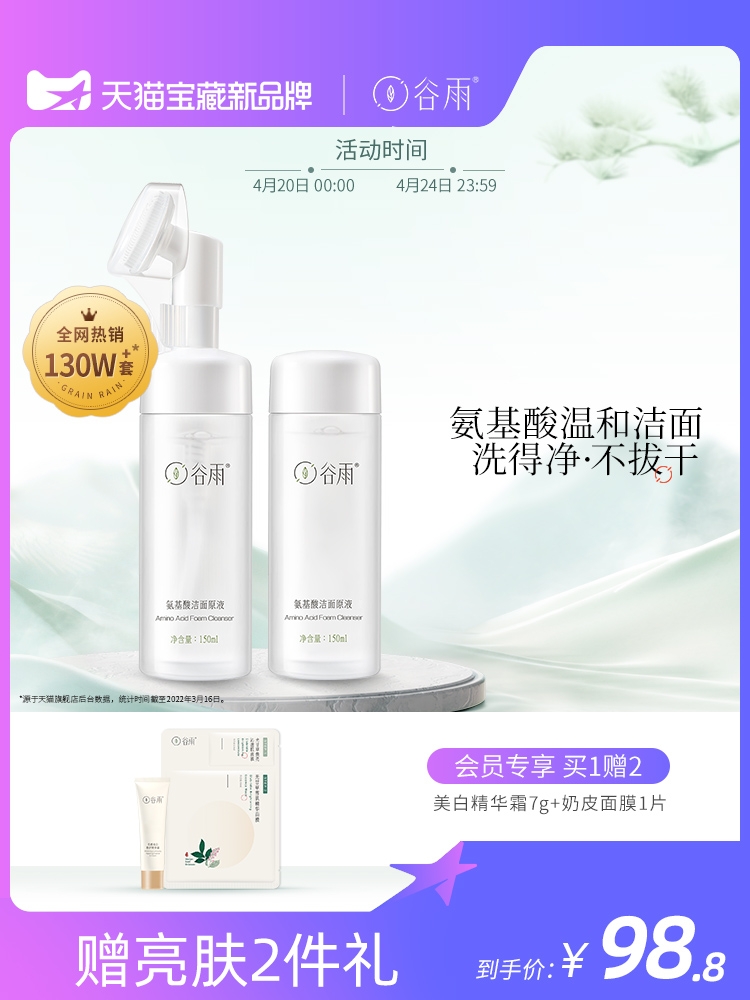 天猫宝藏新品牌
谷雨®
活动时间
4月20日 00:00 4月24日 23:59
全网热销
130W+套*
GRAIN RAIN
氨基酸温和洁面
洗得净·不拔干
谷雨®
氨基酸洁面原液
Amino Acid Foam Cleanser
净含量：150ml
谷雨®
氨基酸洁面原液
Amino Acid Foam Cleanser
净含量：150ml
*源于天猫旗舰店后台数据，统计时间截至2022年3月16日。
谷雨
谷雨
会员专享 买1赠2
美白精华霜7g+奶皮面膜1片
赠亮肤2件礼
到手价：¥98.8